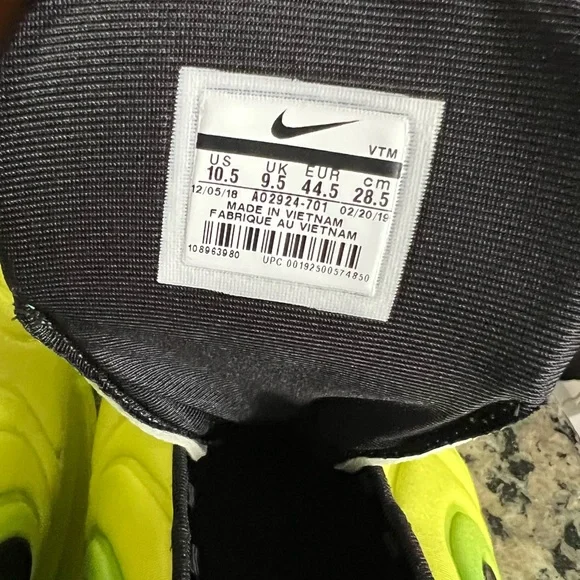 VTM
US UK EUR cm
10.5 9.5 44.5 28.5
12/05/18 AO2924-701 02/20/19
MADE IN VIETNAM
FABRIQUE AU VIETNAM
108963980
UPC 00192500574850